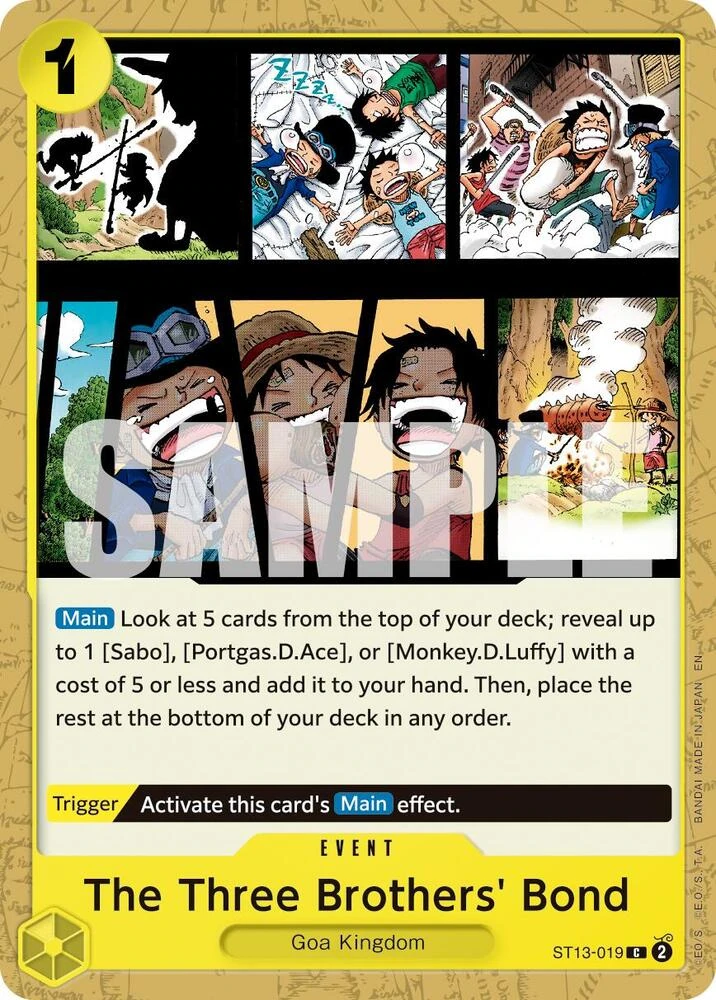 1
ZZZZ...
SAMPLE
Main Look at 5 cards from the top of your deck; reveal up
to 1 [Sabo], [Portgas.D.Ace], or [Monkey.D.Luffy] with a
cost of 5 or less and add it to your hand. Then, place the
rest at the bottom of your deck in any order.
Trigger Activate this card's Main effect.
EVENT
The Three Brothers' Bond
Goa Kingdom
ST13-019 C 2
©E.O./S. ©E.O./S.,T.A. BANDAI MADE IN JAPAN EN